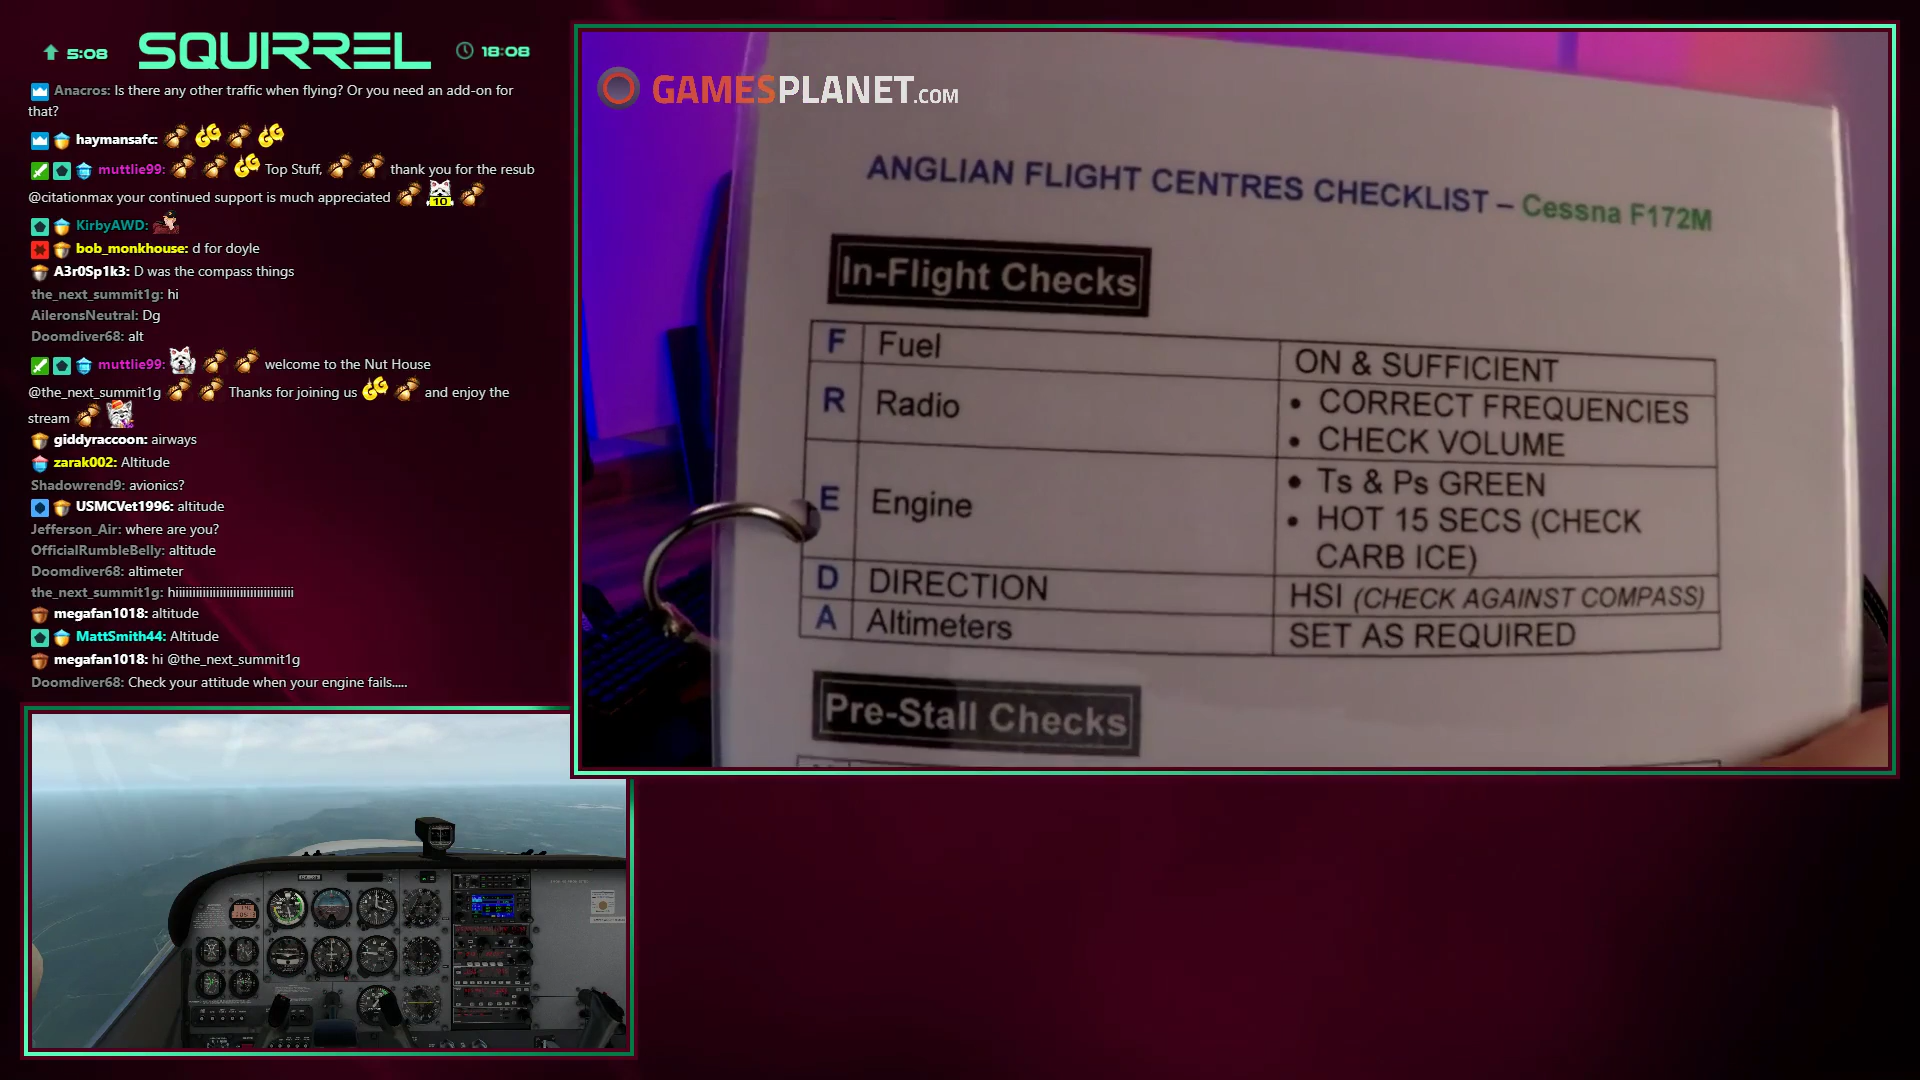 5:08 SQUIRREL 18:08
Anacros: Is there any other traffic when flying? Or you need an add-on for
that?
haymansafc: GG GG
muttlie99: GG Top Stuff, thank you for the resub
@citationmax your continued support is much appreciated 10
KirbyAWD:
bob_monkhouse: d for doyle
A3r0Sp1k3: D was the compass things
the_next_summit1g: hi
AileronsNeutral: Dg
Doomdiver68: alt
muttlie99: welcome to the Nut House
@the_next_summit1g Thanks for joining us GG and enjoy the
stream
giddyraccoon: airways
zarak002: Altitude
Shadowrend9: avionics?
USMCVet1996: altitude
Jefferson_Air: where are you?
OfficialRumbleBelly: altitude
Doomdiver68: altimeter
the_next_summit1g: hiiiiiiiiiiiiiiiiiiiiiiiiiiiiiiiiii
megafan1018: altitude
MattSmith44: Altitude
megafan1018: hi @the_next_summit1g
Doomdiver68: Check your attitude when your engine fails.....
GAMESPLANET.COM
ANGLIAN FLIGHT CENTRES CHECKLIST – Cessna F172M
In-Flight Checks
F Fuel ON & SUFFICIENT
R Radio • CORRECT FREQUENCIES
• CHECK VOLUME
E Engine • Ts & Ps GREEN
• HOT 15 SECS (CHECK
CARB ICE)
D DIRECTION HSI (CHECK AGAINST COMPASS)
A Altimeters SET AS REQUIRED
Pre-Stall Checks